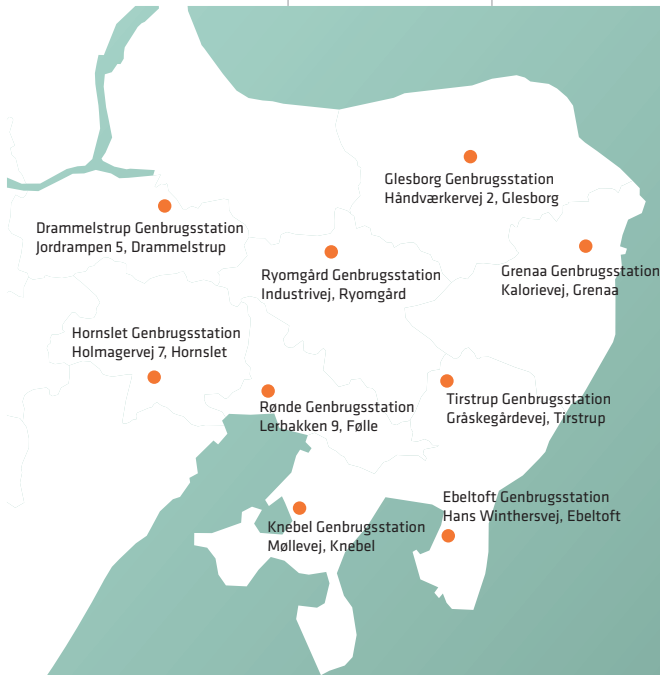 Glesborg Genbrugsstation
Håndværkervej 2, Glesborg
Drammelstrup Genbrugsstation
Jordrampen 5, Drammelstrup
Ryomgård Genbrugsstation
Industrivej, Ryomgård
Grenaa Genbrugsstation
Kalorievej, Grenaa
Hornslet Genbrugsstation
Holmagervej 7, Hornslet
Rønde Genbrugsstation
Lerbakken 9, Følle
Tirstrup Genbrugsstation
Gråskegårdevej, Tirstrup
Knebel Genbrugsstation
Møllevej, Knebel
Ebeltoft Genbrugsstation
Hans Winthersvej, Ebeltoft